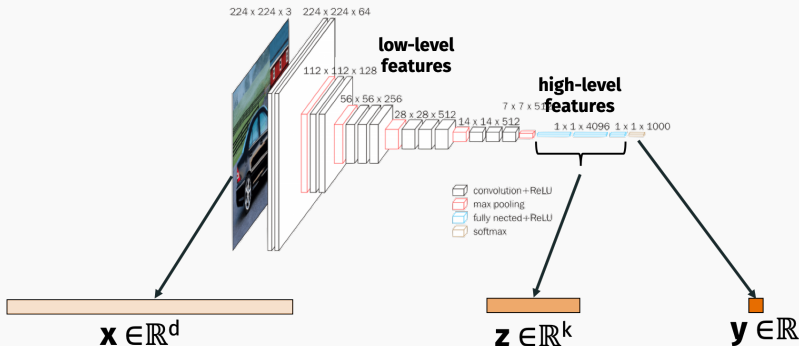 224 x 224 x 3
224 x 224 x 64
low-level
features
112 x 112 x 128
56 x 56 x 256
high-level
features
28 x 28 x 512
14 x 14 x 512
7 x 7 x
1 x 1 x 4096
1 x 1 x 1000
convolution+ReLU
max pooling
fully nected+ReLU
softmax
x ∈ℝᵈ
z ∈ℝᵏ
y ∈ℝ